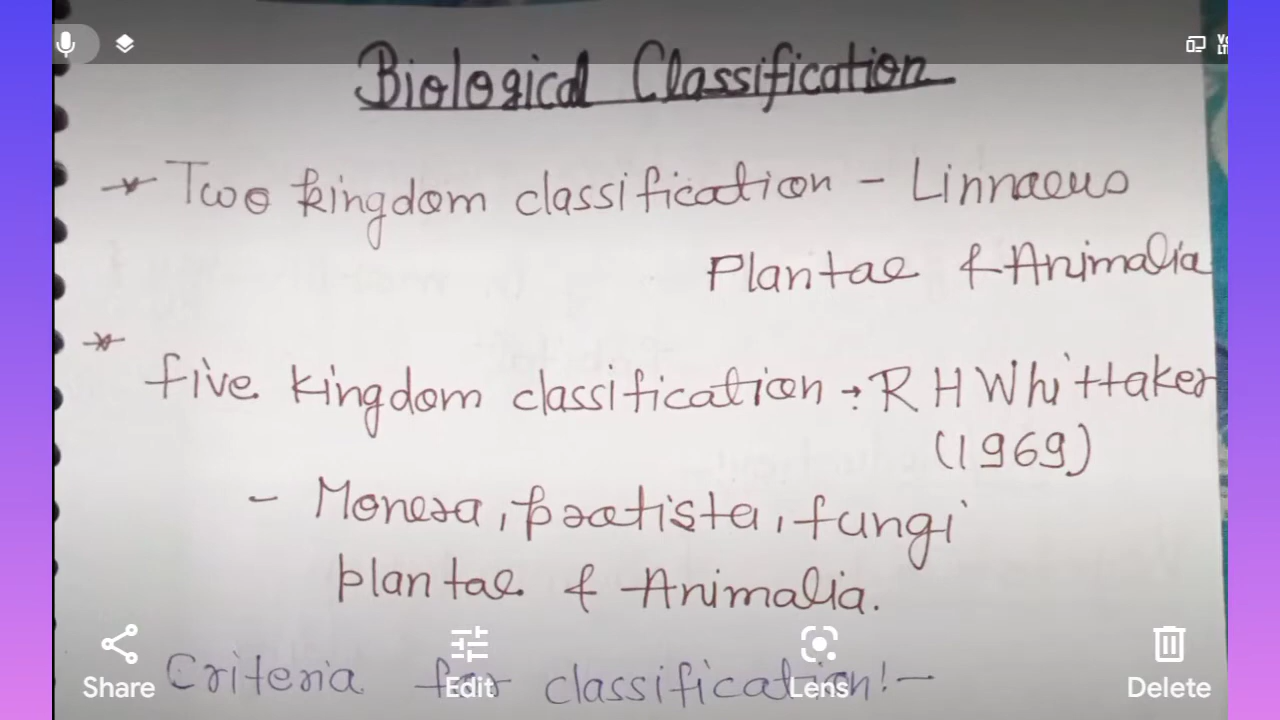 Biological Classification
* Two kingdom classification - Linnaeus
Plantae & Animalia
*
five kingdom classification → R H Whittaker
(1969)
- Monera, protista, fungi
plantae & Animalia.
Criteria for classification:-
Share
Edit
Lens
Delete